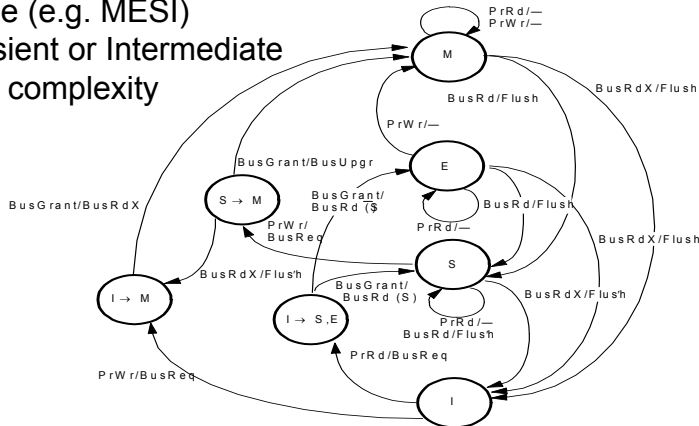 e (e.g. MESI)
sient or Intermediate
complexity
PrRd/—
PrWr/—
M
BusRdX/Flush
BusRd/Flush
PrWr/—
BusGrant/BusUpgr
E
S → M
BusGrant/
BusRd (S̅)
BusRd/Flush
BusGrant/BusRdX
PrWr/
BusReq
PrRd/—
BusRdX/Flush
S
BusRdX/Flush'
BusGrant/
BusRd (S)
BusRdX/Flush'
I → M
I → S,E
PrRd/—
BusRd/Flush'
PrRd/BusReq
PrWr/BusReq
I